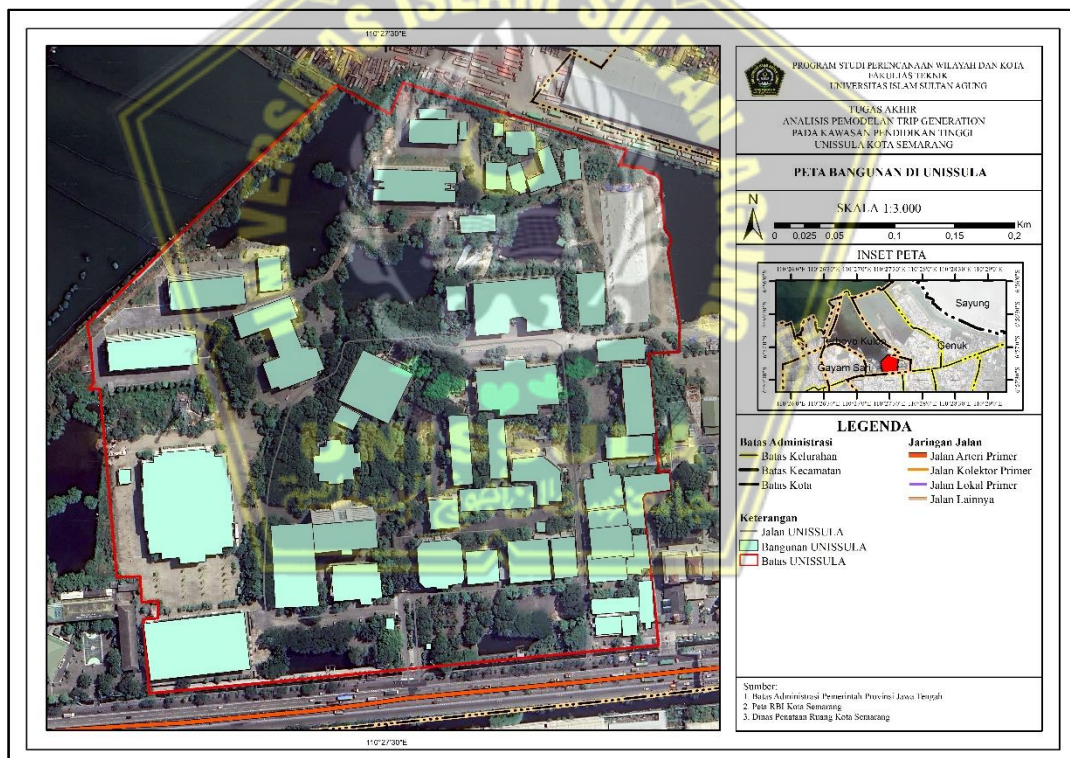 110°27'30"E
PROGRAM STUDI PERENCANAAN WILAYAH DAN KOTA
FAKULTAS TEKNIK
UNIVERSITAS ISLAM SULTAN AGUNG
TUGAS AKHIR
ANALISIS PEMODELAN TRIP GENERATION
PADA KAWASAN PENDIDIKAN TINGGI
UNISSULA KOTA SEMARANG
PETA BANGUNAN DI UNISSULA
N
SKALA 1:3.000
Km
0 0.025 0,05 0,1 0,15 0,2
INSET PETA
Sayung
Terboyo Kulon
Genuk
Gayam Sari
LEGENDA
Batas Administrasi
Batas Kelurahan
Batas Kecamatan
Batas Kota
Jaringan Jalan
Jalan Arteri Primer
Jalan Kolektor Primer
Jalan Lokal Primer
Jalan Lainnya
Keterangan
Jalan UNISSULA
Bangunan UNISSULA
Batas UNISSULA
Sumber:
1. Batas Administrasi Pemerintah Provinsi Jawa Tengah
2. Peta RBI Kota Semarang
3. Dinas Penataan Ruang Kota Semarang
110°27'30"E
UNIVERSITAS ISLAM SULTAN AGUNG
UNISSULA